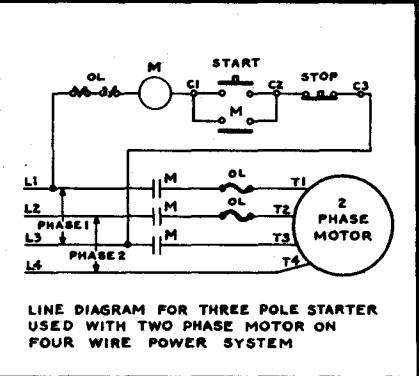 START
OL
M
C1
C2
STOP
C3
M
L1
M
OL
T1
L2
M
OL
T2
2
PHASE
MOTOR
PHASE 1
L3
M
T3
PHASE 2
L4
T4
LINE DIAGRAM FOR THREE POLE STARTER
USED WITH TWO PHASE MOTOR ON
FOUR WIRE POWER SYSTEM